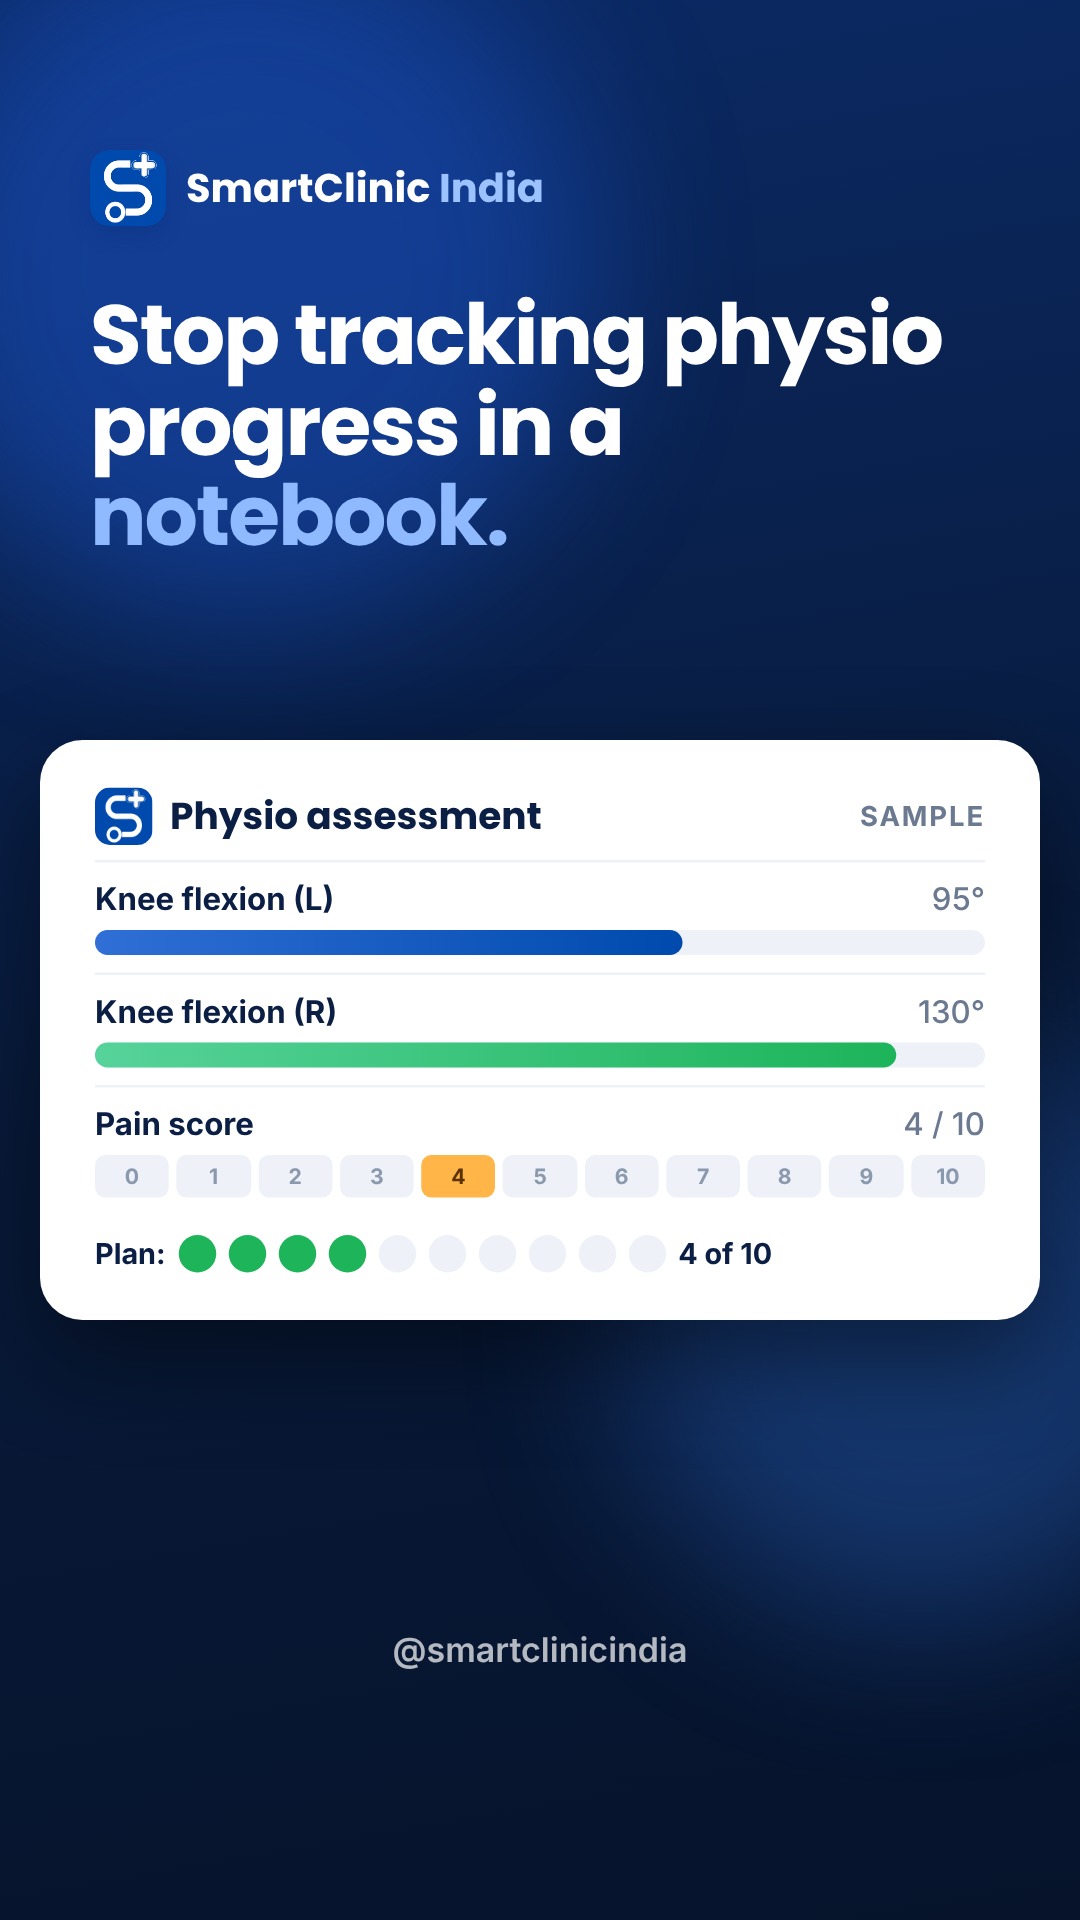 SmartClinic India
Stop tracking physio
progress in a
notebook.
Physio assessment SAMPLE
Knee flexion (L) 95°
Knee flexion (R) 130°
Pain score 4 / 10
0 1 2 3 4 5 6 7 8 9 10
Plan: 4 of 10
@smartclinicindia